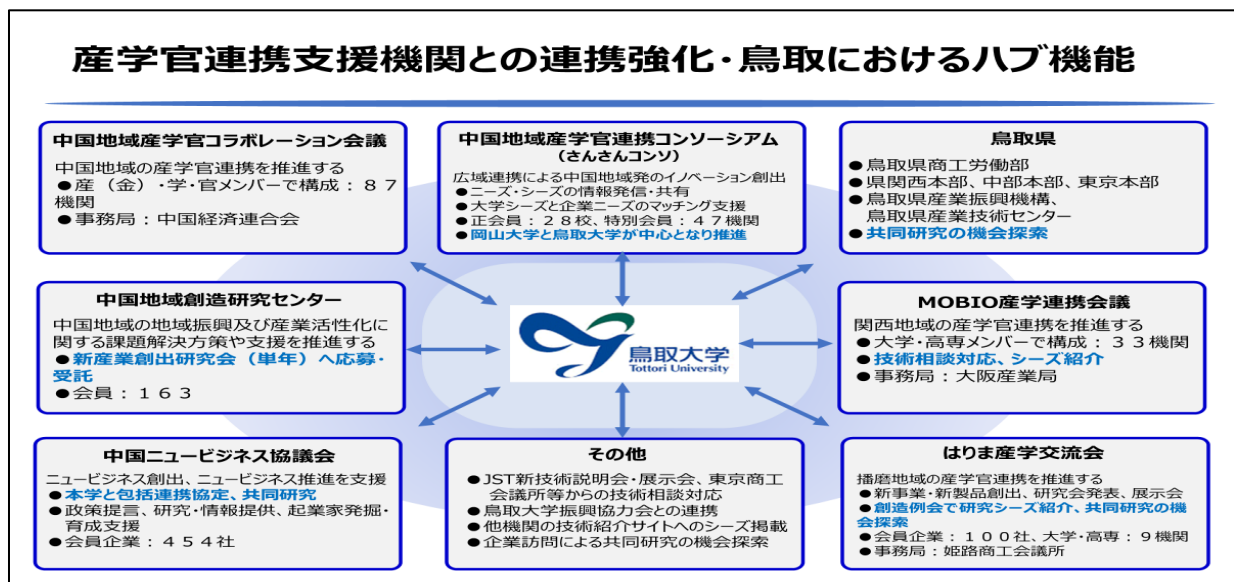 産学官連携支援機関との連携強化・鳥取におけるハブ機能
中国地域産学官コラボレーション会議
中国地域の産学官連携を推進する
●産（金）・学・官メンバーで構成：８７
機関
●事務局：中国経済連合会
中国地域産学官連携コンソーシアム
（さんさんコンソ）
広域連携による中国地域発のイノベーション創出
●ニーズ・シーズの情報発信・共有
●大学シーズと企業ニーズのマッチング支援
●正会員：２８校、特別会員：４７機関
●岡山大学と鳥取大学が中心となり推進
鳥取県
●鳥取県商工労働部
●県関西本部、中部本部、東京本部
●鳥取県産業振興機構、
鳥取県産業技術センター
●共同研究の機会探索
中国地域創造研究センター
中国地域の地域振興及び産業活性化に
関する課題解決方策や支援を推進する
●新産業創出研究会（単年）へ応募・
受託
●会員：１６３
鳥取大学
Tottori University
MOBIO産学連携会議
関西地域の産学官連携を推進する
●大学・高専メンバーで構成：３３機関
●技術相談対応、シーズ紹介
●事務局：大阪産業局
中国ニュービジネス協議会
ニュービジネス創出、ニュービジネス推進を支援
●本学と包括連携協定、共同研究
●政策提言、研究・情報提供、起業家発掘・
育成支援
●会員企業：４５４社
その他
●JST新技術説明会・展示会、東京商工
会議所等からの技術相談対応
●鳥取大学振興協力会との連携
●他機関の技術紹介サイトへのシーズ掲載
●企業訪問による共同研究の機会探索
はりま産学交流会
播磨地域の産学官連携を推進する
●新事業・新製品創出、研究会発表、展示会
●創造例会で研究シーズ紹介、共同研究の機
会探索
●会員企業：１００社、大学・高専：９機関
●事務局：姫路商工会議所